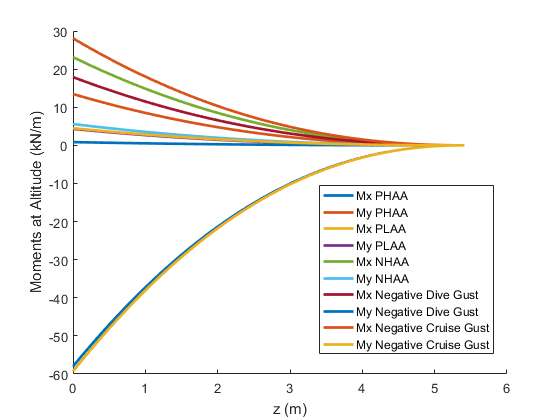 30
20
10
0
-10
-20
-30
-40
-50
-60
Moments at Altitude (kN/m)
Mx PHAA
My PHAA
Mx PLAA
My PLAA
Mx NHAA
My NHAA
Mx Negative Dive Gust
My Negative Dive Gust
Mx Negative Cruise Gust
My Negative Cruise Gust
0 1 2 3 4 5 6
z (m)